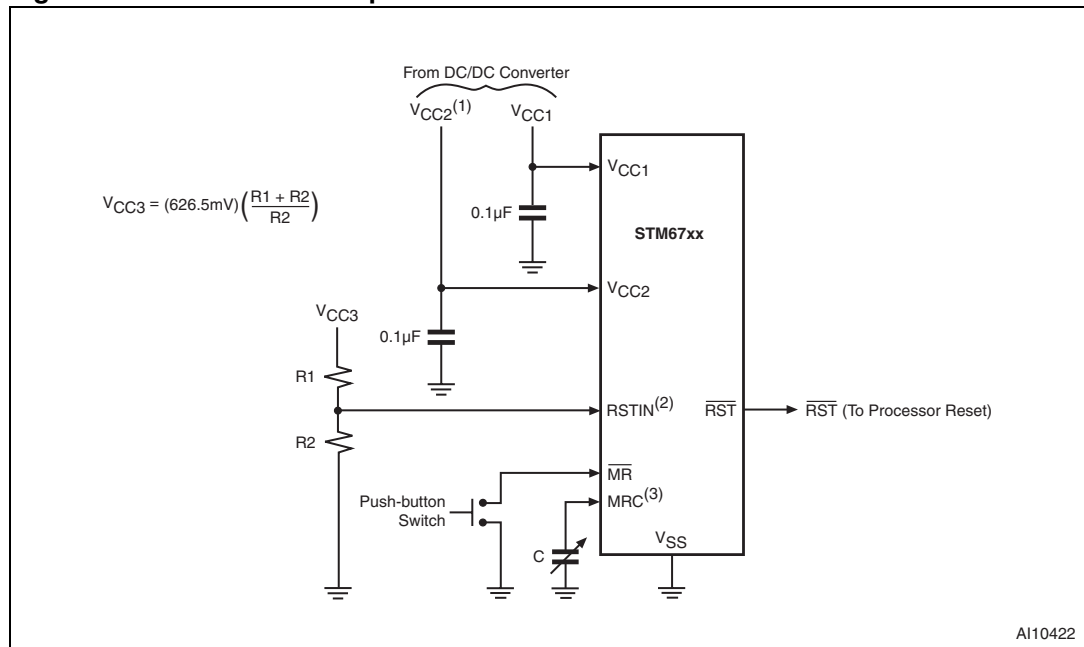 From DC/DC Converter
VCC2(1) VCC1
VCC1
VCC3 = (626.5mV) (R1 + R2 / R2)
0.1µF
STM67xx
VCC2
VCC3
0.1µF
R1
RSTIN(2)
RST
RST (To Processor Reset)
R2
MR
Push-button
Switch
MRC(3)
C
VSS
AI10422